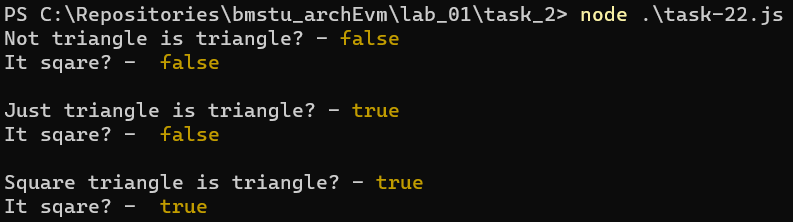 PS C:\Repositories\bmstu_archEvm\lab_01\task_2> node .\task-22.js
Not triangle is triangle? - false
It sqare? -  false

Just triangle is triangle? - true
It sqare? -  false

Square triangle is triangle? - true
It sqare? -  true